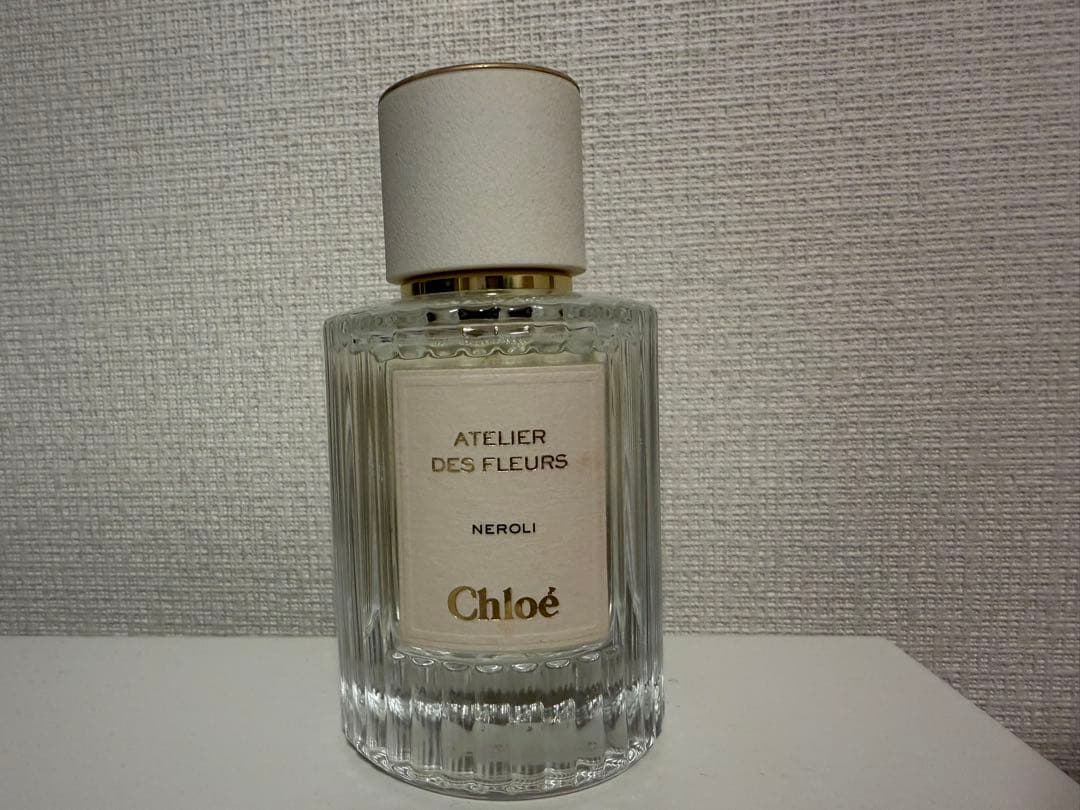 ATELIER
DES FLEURS
NEROLI
Chloé